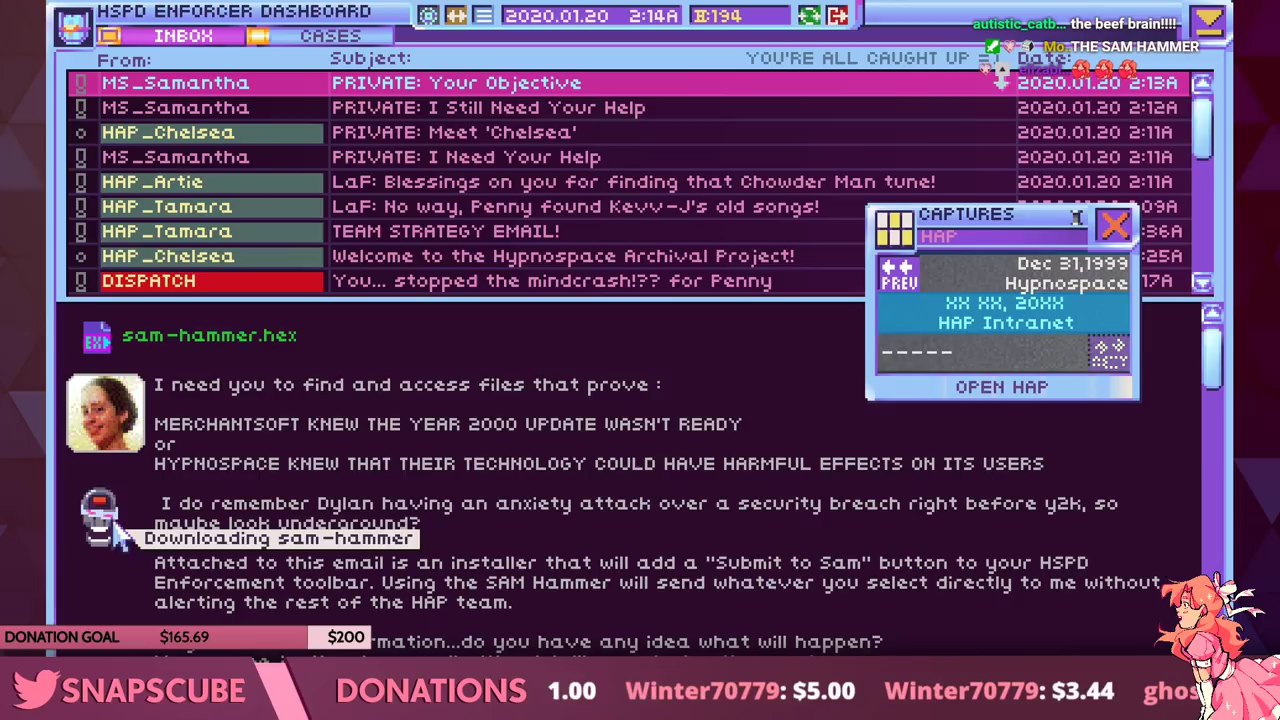 HSPD ENFORCER DASHBOARD
2020.01.20 2:14A
194
INBOX
CASES
autistic_catb... the beef brain!!!!
Mo.. THE SAM HAMMER
From:
Subject:
YOU'RE ALL CAUGHT UP =
Date:
MS_Samantha PRIVATE: Your Objective 2020.01.20 2:13A
MS_Samantha PRIVATE: I Still Need Your Help 2020.01.20 2:12A
HAP_Chelsea PRIVATE: Meet 'Chelsea' 2020.01.20 2:11A
MS_Samantha PRIVATE: I Need Your Help 2020.01.20 2:11A
HAP_Artie LaF: Blessings on you for finding that Chowder Man tune! 2020.01.20 2:11A
HAP_Tamara LaF: No way, Penny found Kevv-J's old songs! 09A
HAP_Tamara TEAM STRATEGY EMAIL! 36A
HAP_Chelsea Welcome to the Hypnospace Archival Project! 25A
DISPATCH You... stopped the mindcrash!?? for Penny 17A
CAPTURES
HAP
PREV
Dec 31,1999
Hypnospace
XX XX, 20XX
HAP Intranet
-----
OPEN HAP
sam-hammer.hex
I need you to find and access files that prove :
MERCHANTSOFT KNEW THE YEAR 2000 UPDATE WASN'T READY
or
HYPNOSPACE KNEW THAT THEIR TECHNOLOGY COULD HAVE HARMFUL EFFECTS ON ITS USERS
I do remember Dylan having an anxiety attack over a security breach right before y2k, so
maybe look underground?
Downloading sam-hammer
Attached to this email is an installer that will add a "Submit to Sam" button to your HSPD
Enforcement toolbar. Using the SAM Hammer will send whatever you select directly to me without
alerting the rest of the HAP team.
DONATION GOAL $165.69 $200
rmation...do you have any idea what will happen?
SNAPSCUBE
DONATIONS
1.00 Winter70779: $5.00 Winter70779: $3.44 ghos